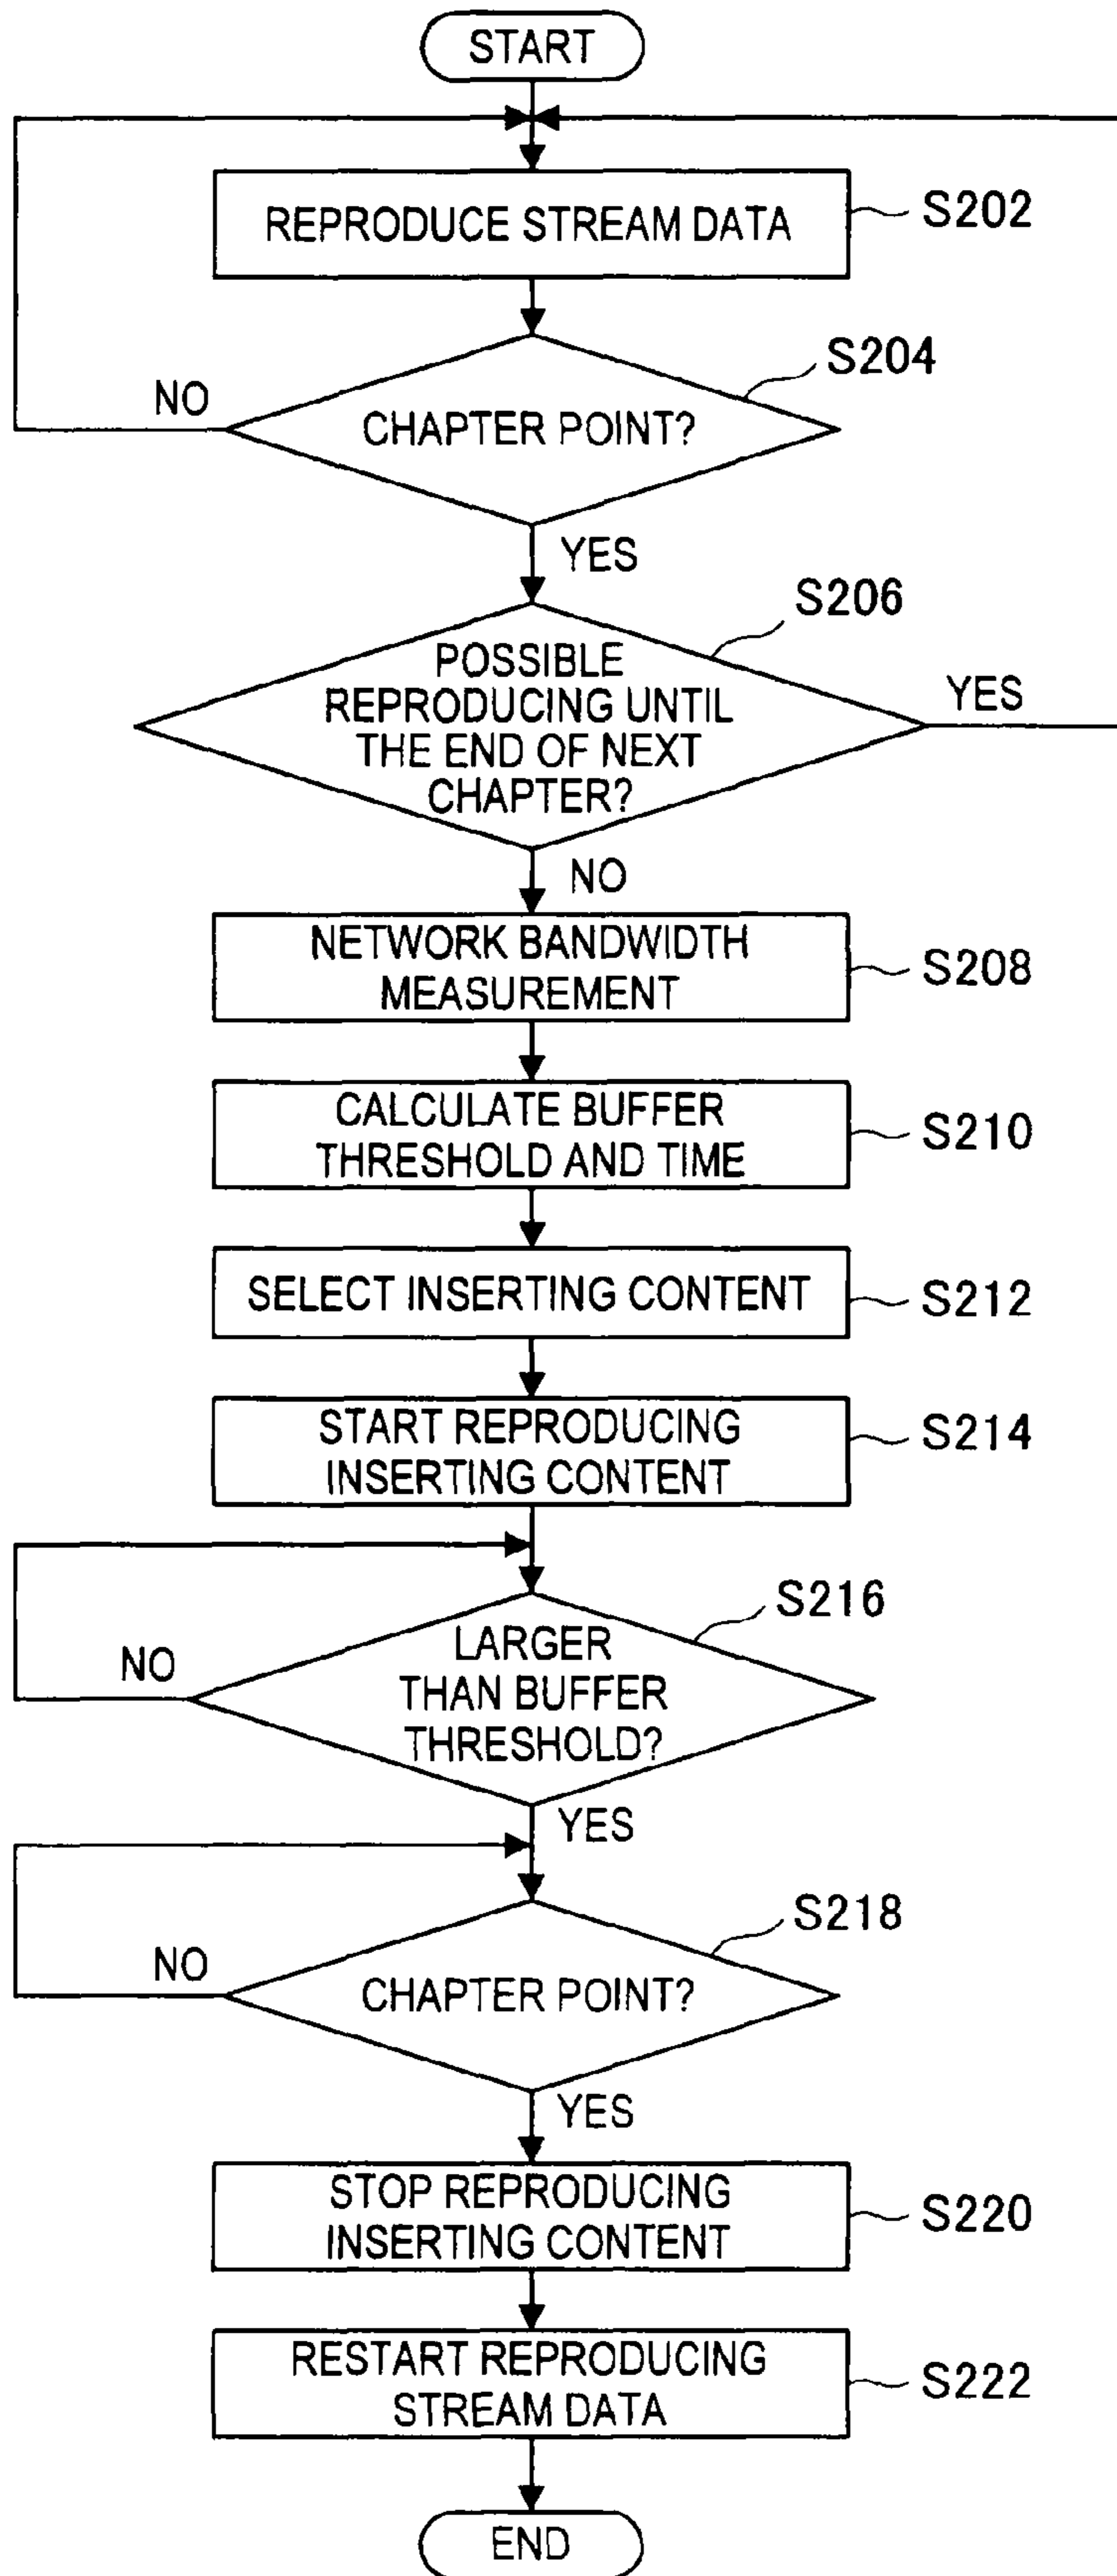 START
REPRODUCE STREAM DATA
S202
S204
NO
CHAPTER POINT?
YES
S206
POSSIBLE
REPRODUCING UNTIL
THE END OF NEXT
CHAPTER?
YES
NO
NETWORK BANDWIDTH
MEASUREMENT
S208
CALCULATE BUFFER
THRESHOLD AND TIME
S210
SELECT INSERTING CONTENT
S212
START REPRODUCING
INSERTING CONTENT
S214
S216
NO
LARGER
THAN BUFFER
THRESHOLD?
YES
S218
NO
CHAPTER POINT?
YES
STOP REPRODUCING
INSERTING CONTENT
S220
RESTART REPRODUCING
STREAM DATA
S222
END